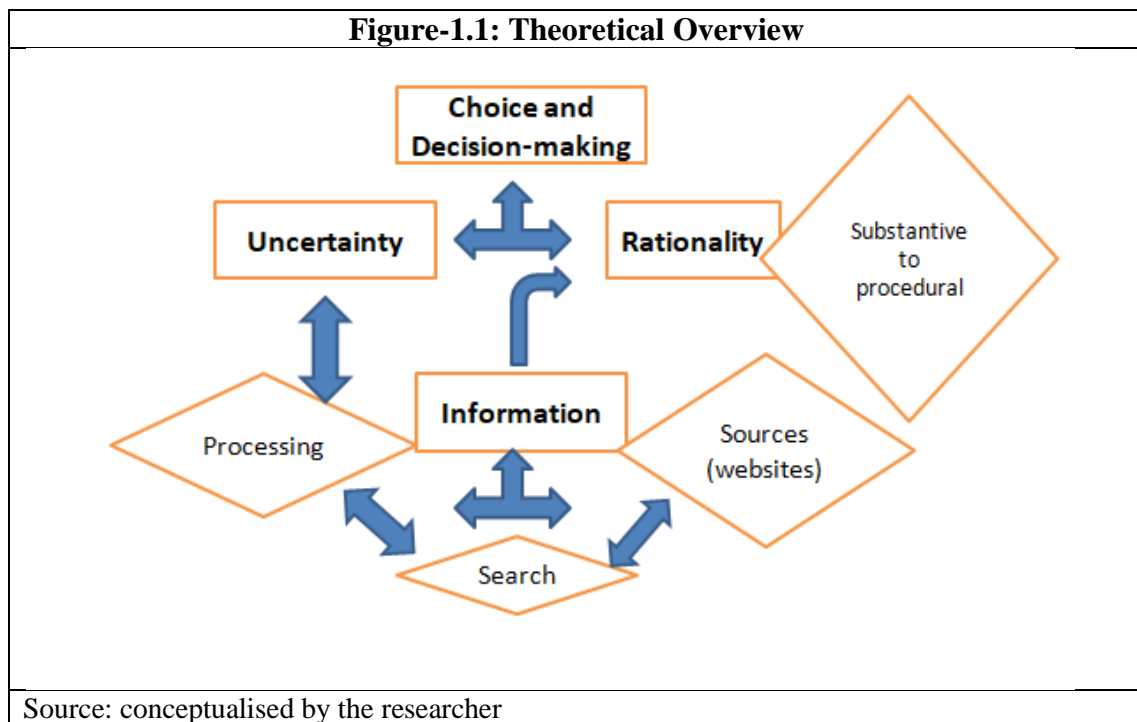 Figure-1.1: Theoretical Overview
Choice and
Decision-making
Uncertainty
Rationality
Substantive
to
procedural
Information
Processing
Sources
(websites)
Search
Source: conceptualised by the researcher